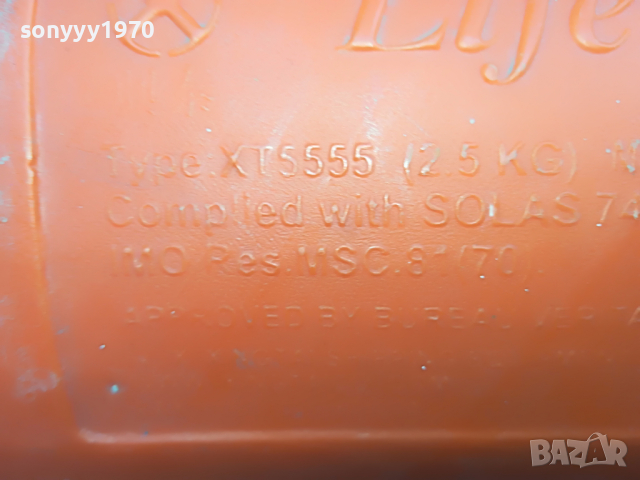 sonyyy1970
Life
Type:XT5555 (2.5 KG) N
Complied with SOLAS 74
IMO Res.MSC.81(70).
APPROVED BY BUREAU VERITA
BAZAR